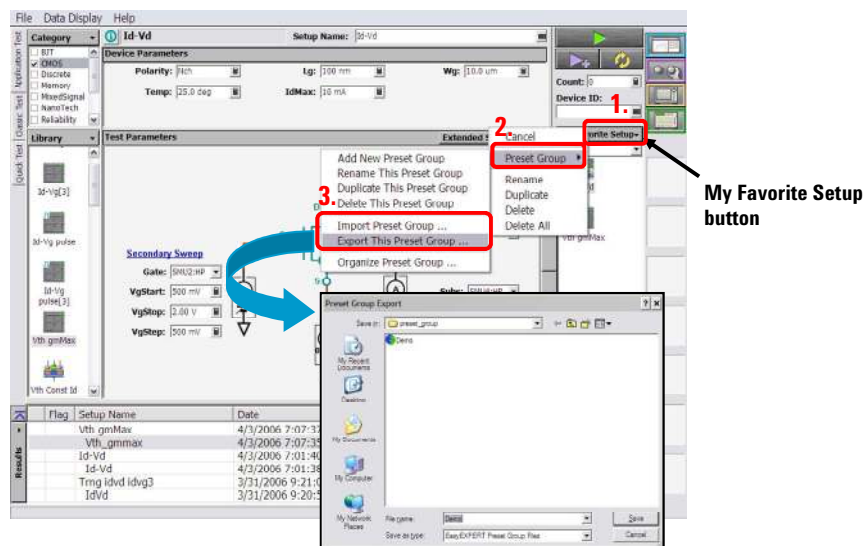 File Data Display Help
Quick Test Classic Test Application Test
Category
BJT
CMOS
Discrete
Memory
MixedSignal
NanoTech
Reliability
Library
Id-Vg[3]
Id-Vg pulse
Id-Vg
pulse[3]
Vth gmMax
Vth Const Id
Id-Vd Setup Name: Id-Vd
Device Parameters
Polarity: Nch Lg: 100 nm Wg: 10.0 um
Temp: 25.0 deg IdMax: 10 mA
Test Parameters Extended S
Secondary Sweep
Gate: SMU2:HP
VgStart: 500 mV
VgStop: 2.00 V
VgStep: 500 mV
Subs: SMU4:HP
Count: 0
Device ID:
1.
orite Setup
Vth gmMax
2.
Cancel
Preset Group
Rename
Duplicate
Delete
Delete All
Add New Preset Group
Rename This Preset Group
Duplicate This Preset Group
3. Delete This Preset Group
Import Preset Group ...
Export This Preset Group ...
Organize Preset Group ...
My Favorite Setup
button
Preset Group Export
Save in: preset_group
Demo
My Recent
Documents
Desktop
My Documents
My Computer
My Network
Places
File name: Demo Save
Save as type: EasyEXPERT Preset Group Files Cancel
Results
Flag Setup Name Date
Vth gmMax 4/3/2006 7:07:37
Vth_gmmax 4/3/2006 7:07:35
Id-Vd 4/3/2006 7:01:40
Id-Vd 4/3/2006 7:01:38
Trng idvd idvg3 3/31/2006 9:21:0
IdVd 3/31/2006 9:20:5